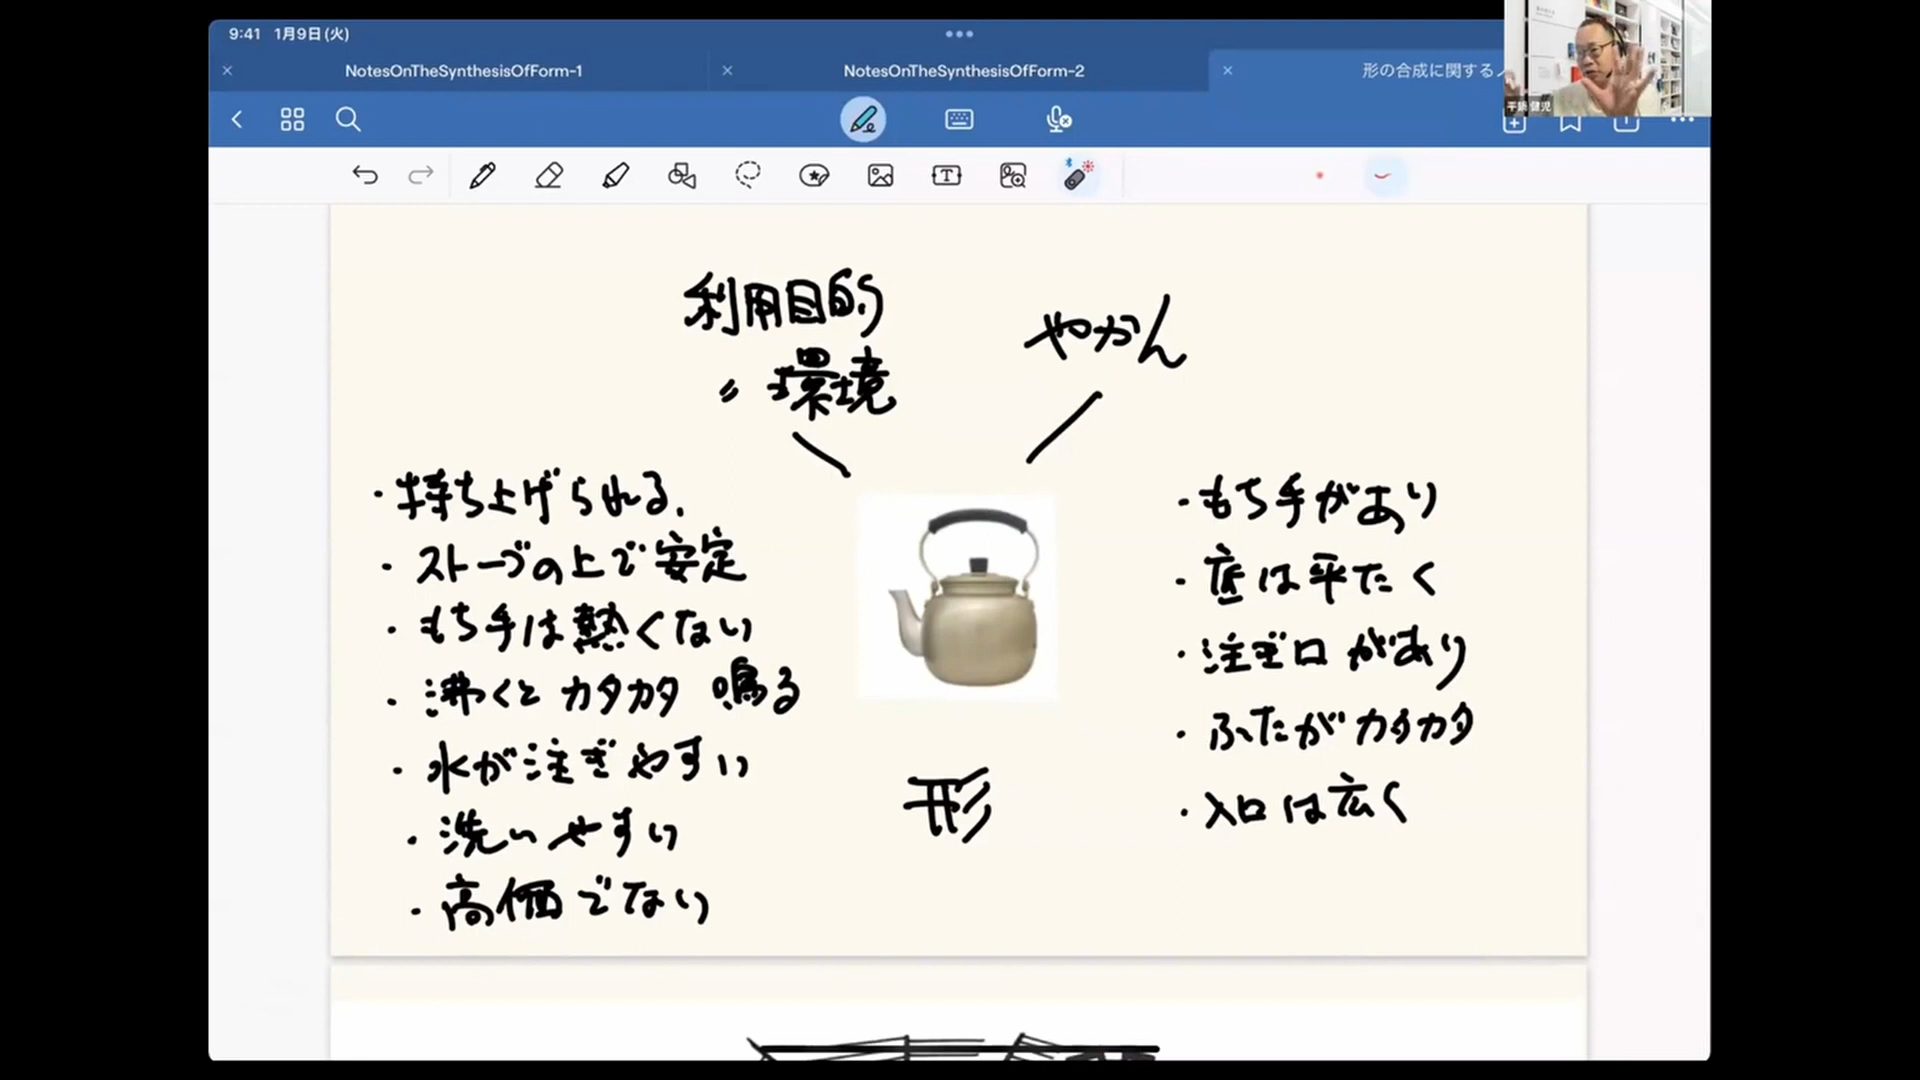 9:41 1月9日(火)
NotesOnTheSynthesisOfForm-1
NotesOnTheSynthesisOfForm-2
形の合成に関するノ
平鍋 健児
利用目的
〃 環境
やかん
・持ち上げられる.
・ストーブの上で安定
・もち手は熱くない
・沸くとカタカタ 鳴る
・水が注ぎやすい
・洗いやすい
・高価でない
形
・もち手があり
・底は平たく
・注ぎ口があり
・ふたがカタカタ
・入口は広く